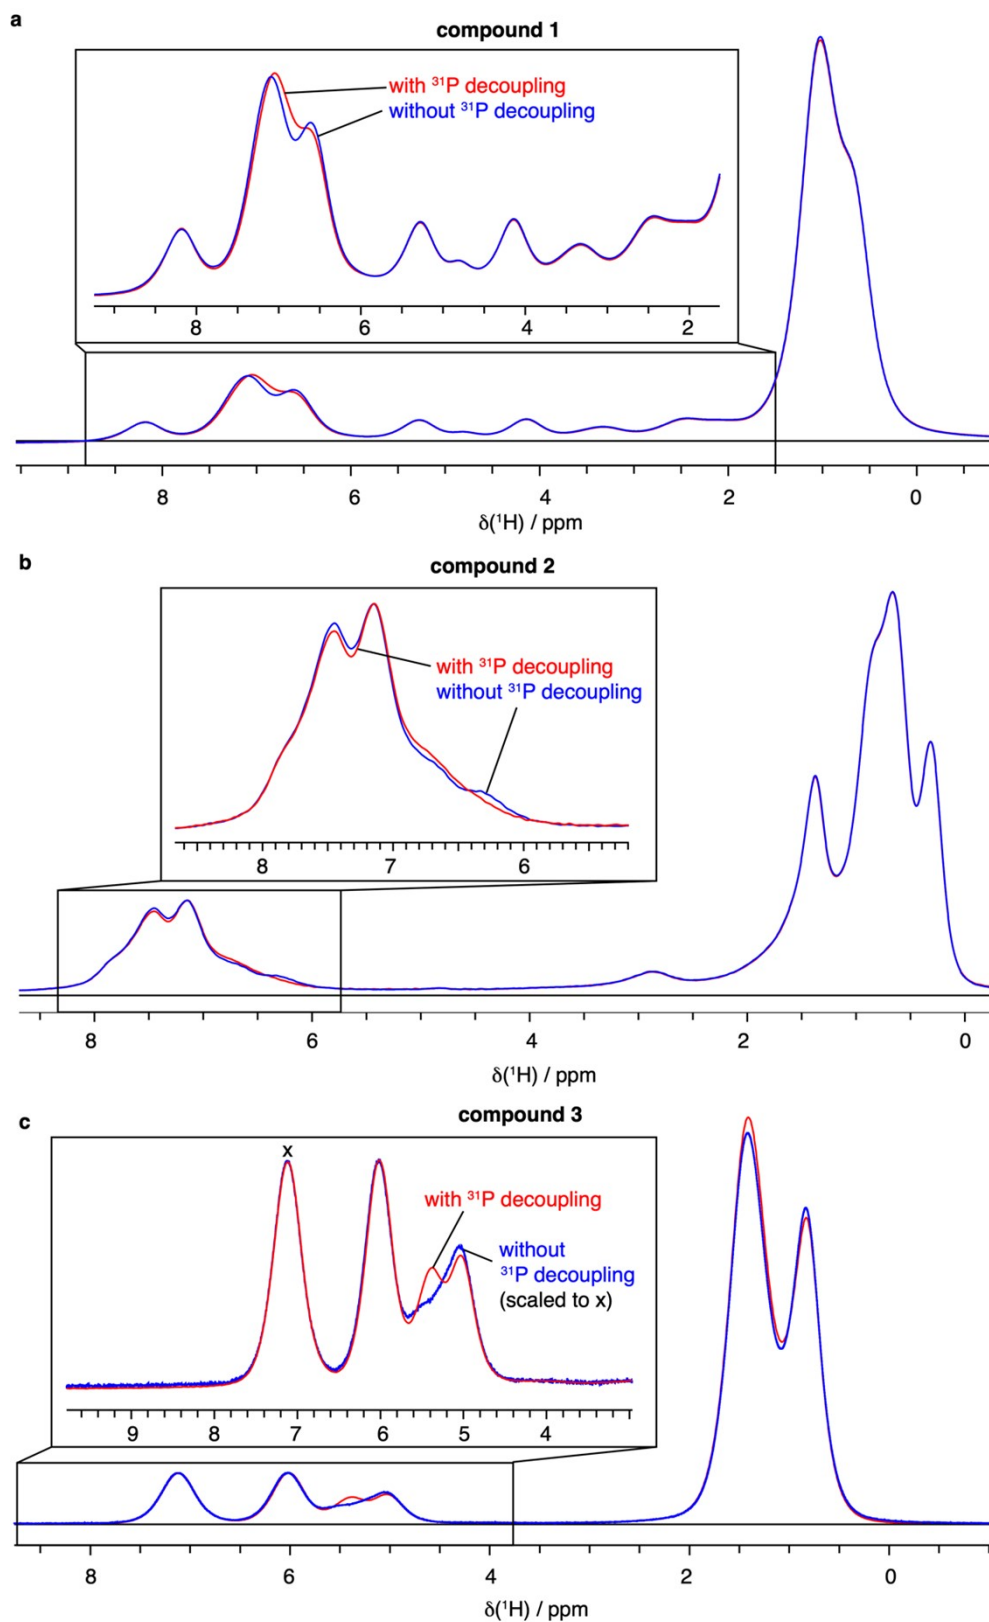 a
compound 1
with ³¹P decoupling
without ³¹P decoupling
8 6 4 2
8 6 4 2 0
δ(¹H) / ppm
b
compound 2
with ³¹P decoupling
without ³¹P decoupling
8 7 6
8 6 4 2 0
δ(¹H) / ppm
c
compound 3
x
with ³¹P decoupling
without
³¹P decoupling
(scaled to x)
9 8 7 6 5 4
8 6 4 2 0
δ(¹H) / ppm